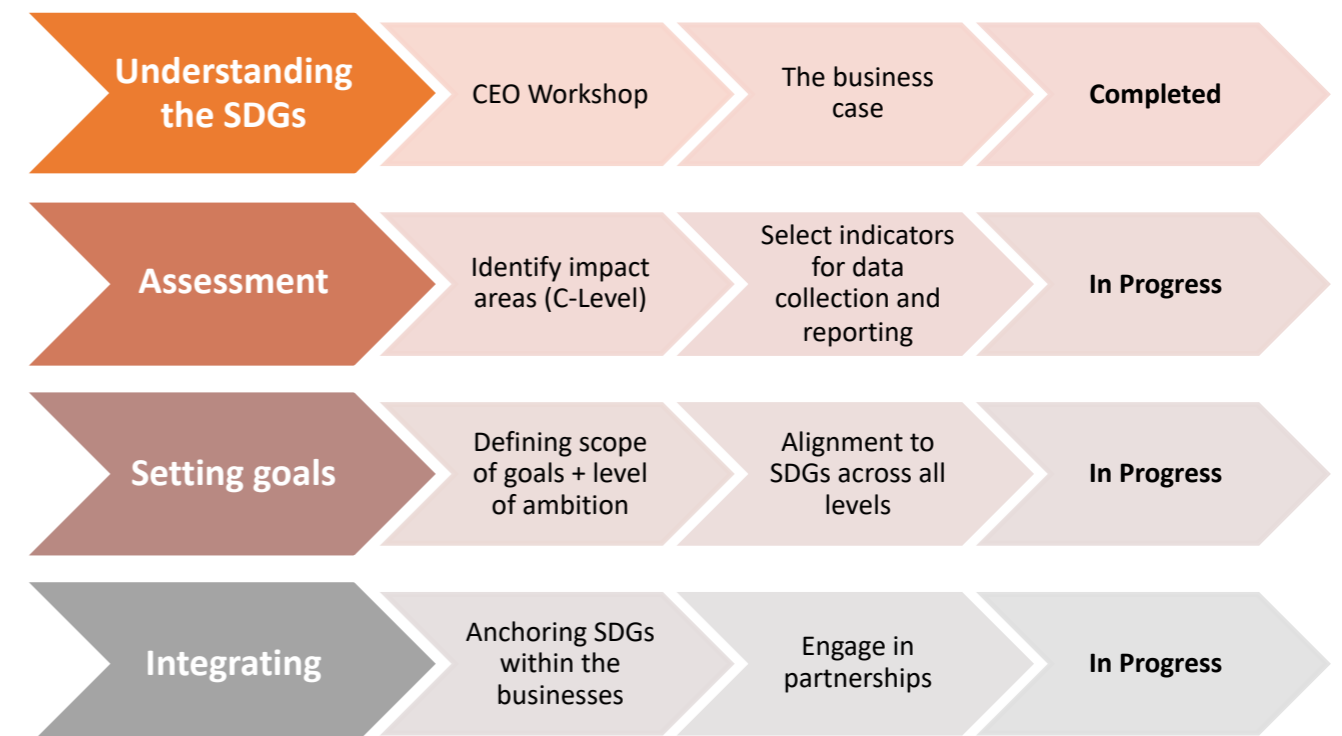 Understanding
the SDGs
CEO Workshop
The business
case
Completed
Assessment
Identify impact
areas (C-Level)
Select indicators
for data
collection and
reporting
In Progress
Setting goals
Defining scope
of goals + level
of ambition
Alignment to
SDGs across all
levels
In Progress
Integrating
Anchoring SDGs
within the
businesses
Engage in
partnerships
In Progress